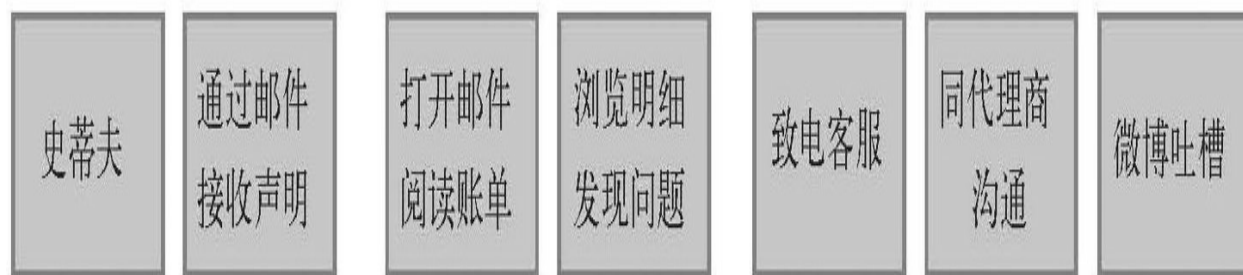 史蒂夫
通过邮件
接收声明
打开邮件
阅读账单
浏览明细
发现问题
致电客服
同代理商
沟通
微博吐槽